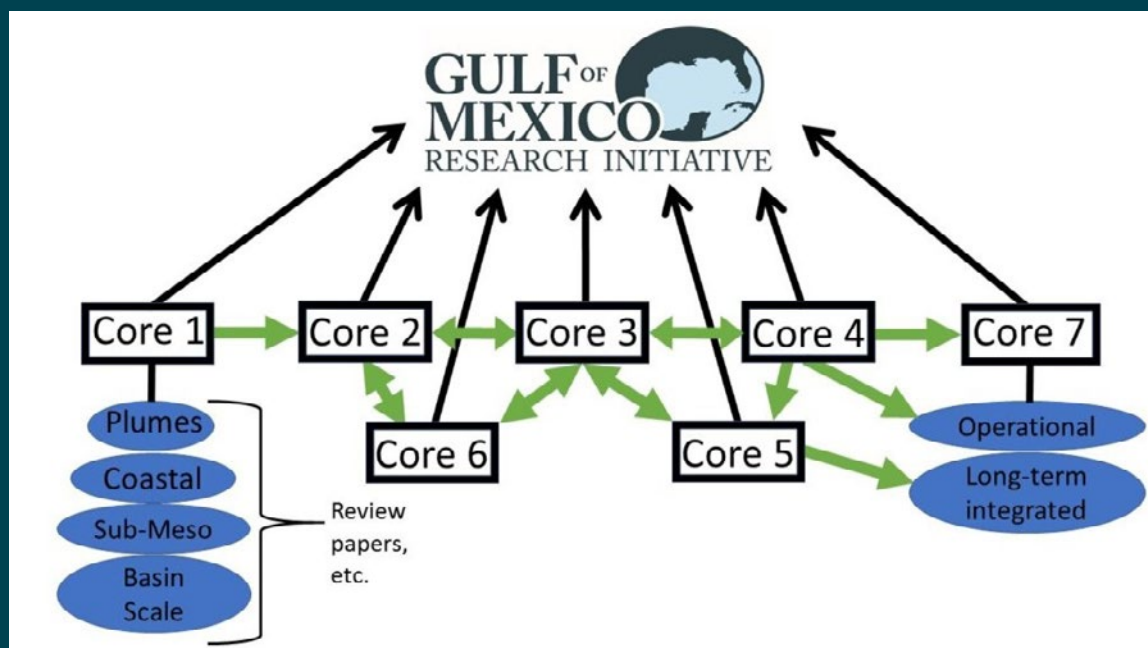 GULF OF
MEXICO
RESEARCH INITIATIVE
Core 1
Core 2
Core 3
Core 4
Core 7
Core 6
Core 5
Plumes
Coastal
Sub-Meso
Basin
Scale
Review
papers,
etc.
Operational
Long-term
integrated